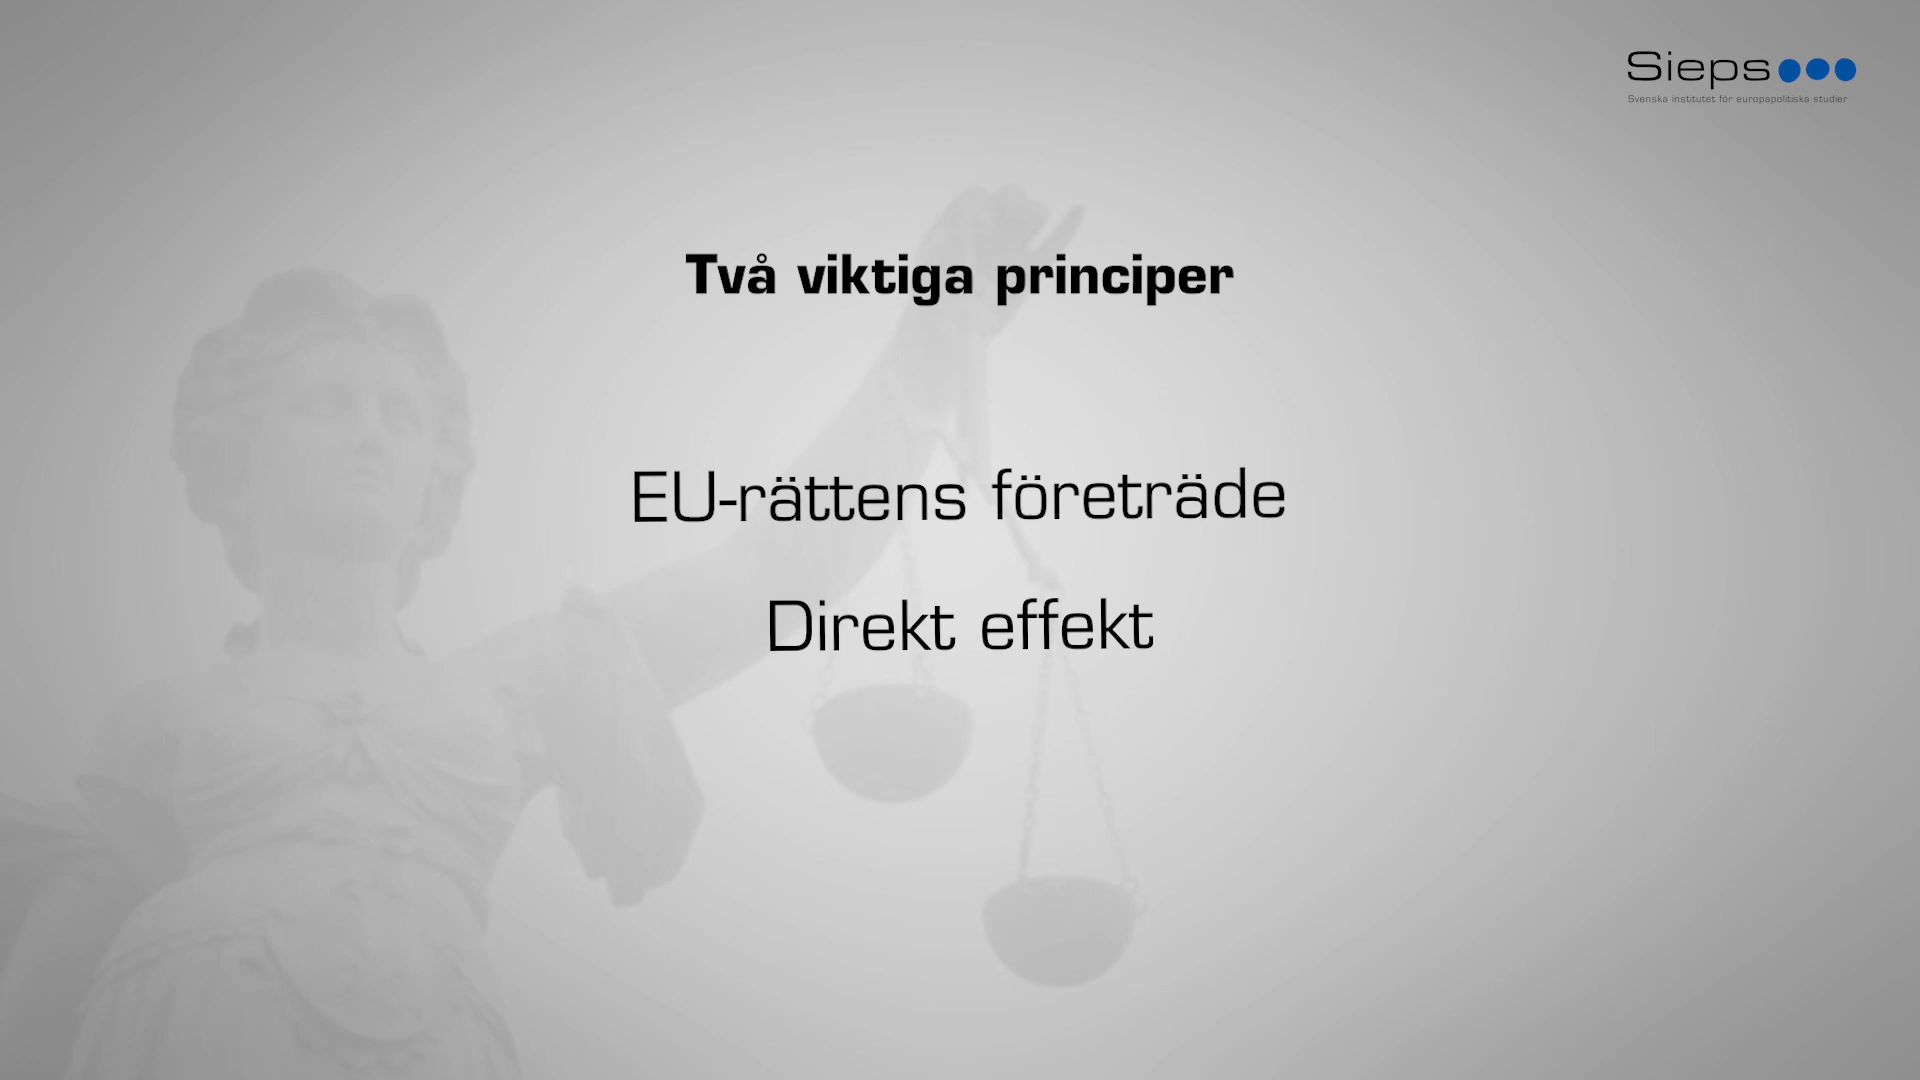 Sieps
Svenska institutet för europapolitiska studier
Två viktiga principer
EU-rättens företräde
Direkt effekt